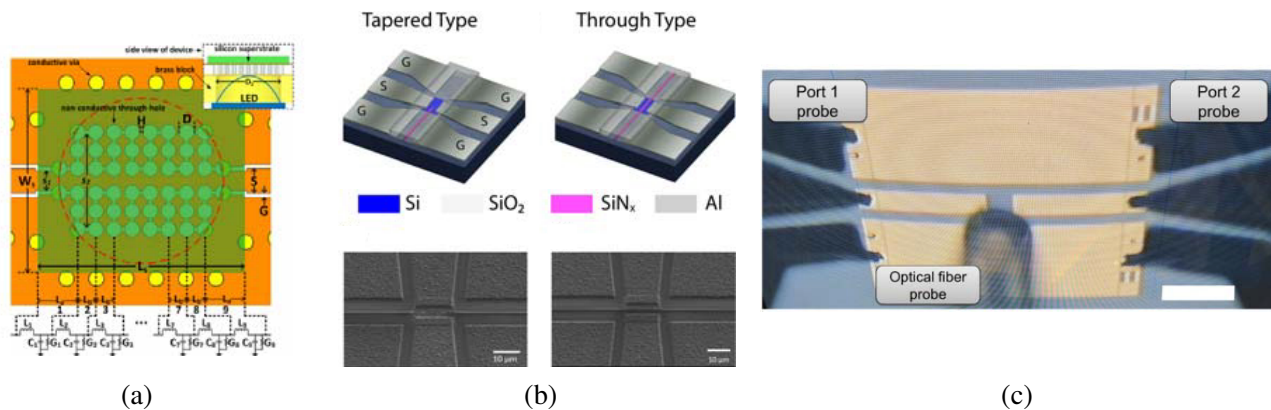 side view of device
silicon superstrate
conductive via
brass block
LED
non conductive through-hole
H
D
S
G
1 2 3 7 8 9
...
(a)
Tapered Type
Through Type
G
S
G
G
S
G
Si
SiO₂
SiNₓ
Al
10 μm
10 μm
(b)
Port 1
probe
Port 2
probe
Optical fiber
probe
(c)